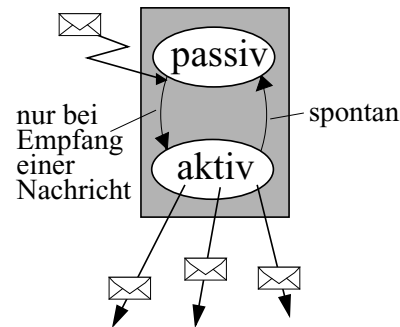 passiv
nur bei
Empfang
einer
Nachricht
spontan
aktiv